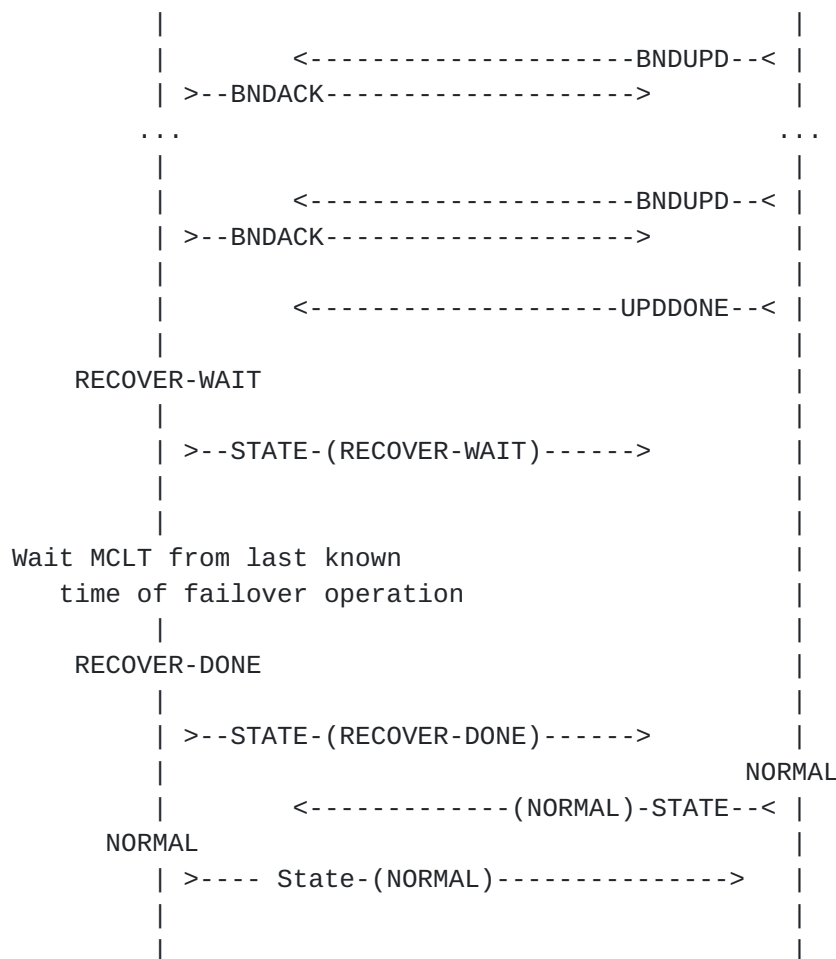 |                                         |
|        <---------------------BNDUPD--< |
| >--BNDACK-------------------->         |
...                                      ...
|                                         |
|        <---------------------BNDUPD--< |
| >--BNDACK-------------------->         |
|                                         |
|        <--------------------UPDDONE--< |
|                                         |
RECOVER-WAIT                              |
|                                         |
| >--STATE-(RECOVER-WAIT)------>         |
|                                         |
|                                         |
Wait MCLT from last known                 |
time of failover operation                |
|                                         |
RECOVER-DONE                              |
|                                         |
| >--STATE-(RECOVER-DONE)------>         |
|                                     NORMAL
|        <-------------(NORMAL)-STATE--< |
NORMAL                                    |
| >---- State-(NORMAL)--------------->   |
|                                         |
|                                         |